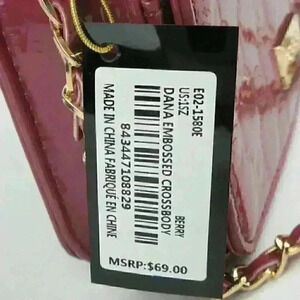 E02-1580E
US:1SZ
BERRY
DANA EMBOSSED CROSSBODY
843447108829
MADE IN CHINA FABRIQUE EN CHINE
MSRP:$69.00